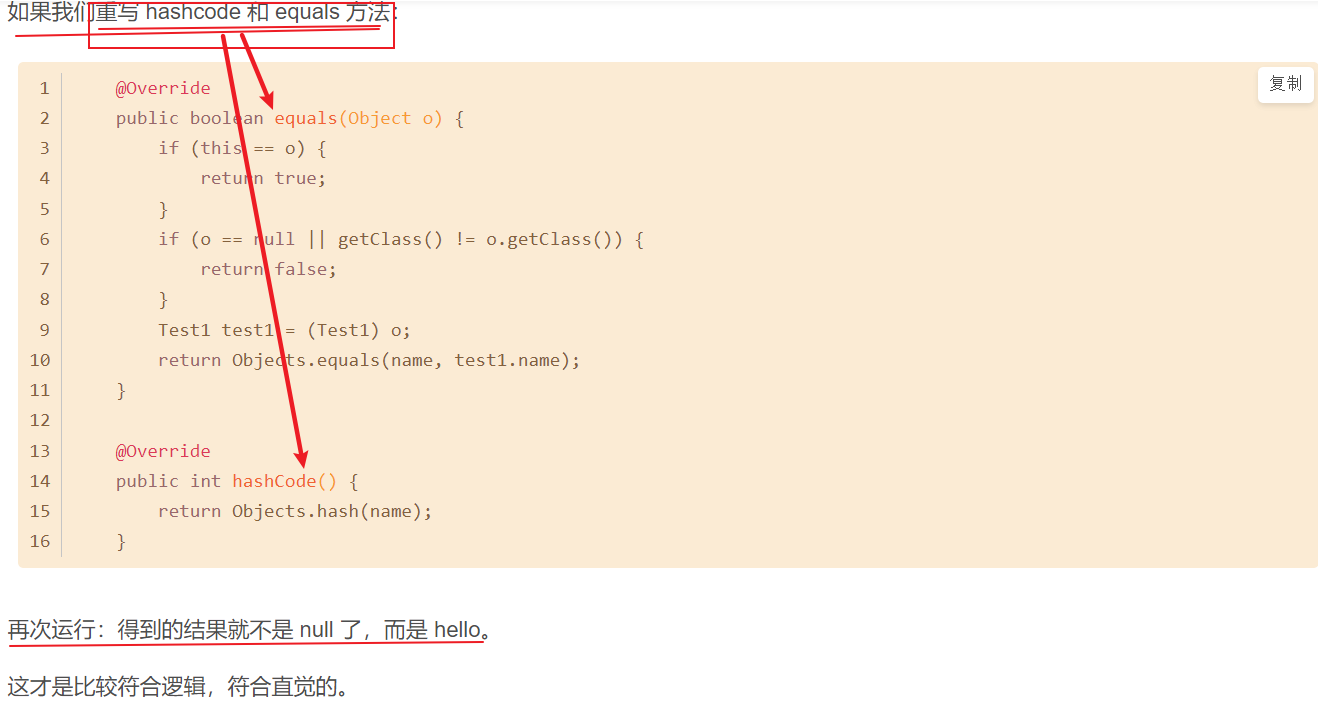 如果我们重写 hashcode 和 equals 方法:
复制
1 @Override
2 public boolean equals(Object o) {
3 if (this == o) {
4 return true;
5 }
6 if (o == null || getClass() != o.getClass()) {
7 return false;
8 }
9 Test1 test1 = (Test1) o;
10 return Objects.equals(name, test1.name);
11 }
12
13 @Override
14 public int hashCode() {
15 return Objects.hash(name);
16 }
再次运行：得到的结果就不是 null 了，而是 hello。
这才是比较符合逻辑，符合直觉的。